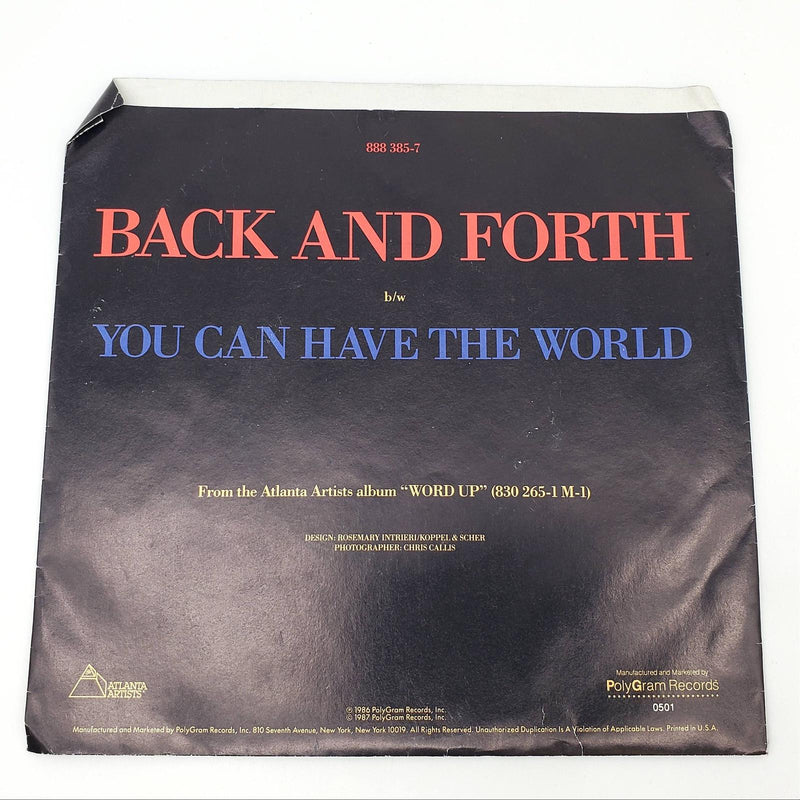 888 385-7
BACK AND FORTH
b/w
YOU CAN HAVE THE WORLD
From the Atlanta Artists album “WORD UP” (830 265-1 M-1)
DESIGN: ROSEMARY INTRIERI/KOPPEL & SCHER
PHOTOGRAPHER: CHRIS CALLIS
ATLANTA
ARTISTS
Manufactured and Marketed by
PolyGram Records
0501
℗ 1986 PolyGram Records, Inc.
© 1987 PolyGram Records, Inc.
Manufactured and Marketed by PolyGram Records, Inc. 810 Seventh Avenue, New York, New York 10019. All Rights Reserved. Unauthorized Duplication Is A Violation of Applicable Laws. Printed in U.S.A.